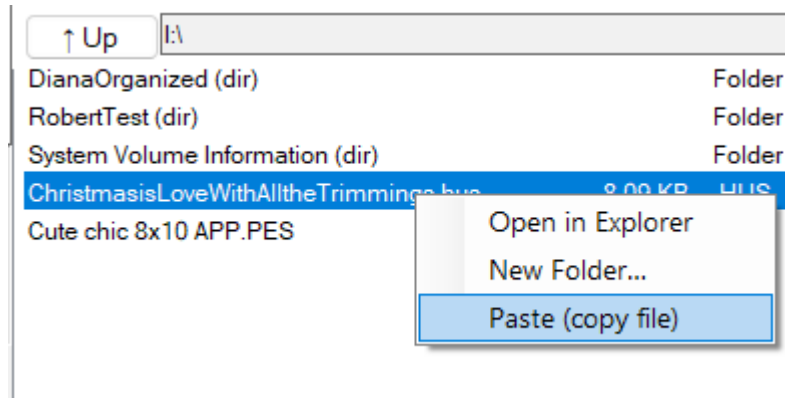 ↑ Up I:\
DianaOrganized (dir) Folder
RobertTest (dir) Folder
System Volume Information (dir) Folder
ChristmasisLoveWithAlltheTrimmings.hus 8.09 KB HUS
Cute chic 8x10 APP.PES
Open in Explorer
New Folder...
Paste (copy file)